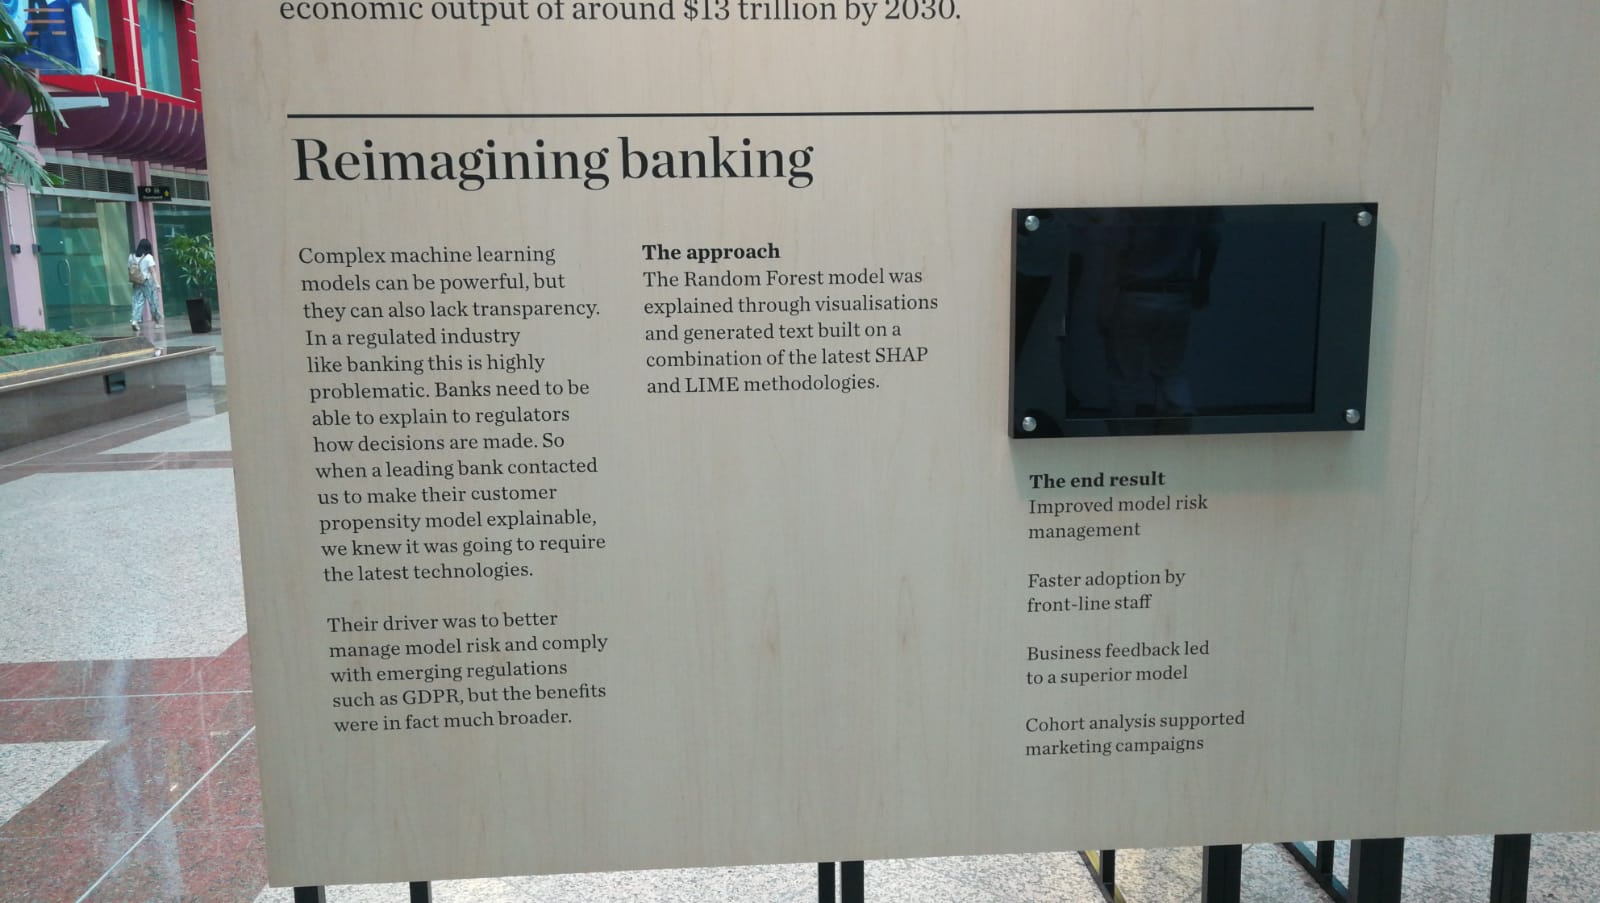 economic output of around $13 trillion by 2030.
Reimagining banking
Complex machine learning
models can be powerful, but
they can also lack transparency.
In a regulated industry
like banking this is highly
problematic. Banks need to be
able to explain to regulators
how decisions are made. So
when a leading bank contacted
us to make their customer
propensity model explainable,
we knew it was going to require
the latest technologies.
Their driver was to better
manage model risk and comply
with emerging regulations
such as GDPR, but the benefits
were in fact much broader.
The approach
The Random Forest model was
explained through visualisations
and generated text built on a
combination of the latest SHAP
and LIME methodologies.
The end result
Improved model risk
management
Faster adoption by
front-line staff
Business feedback led
to a superior model
Cohort analysis supported
marketing campaigns